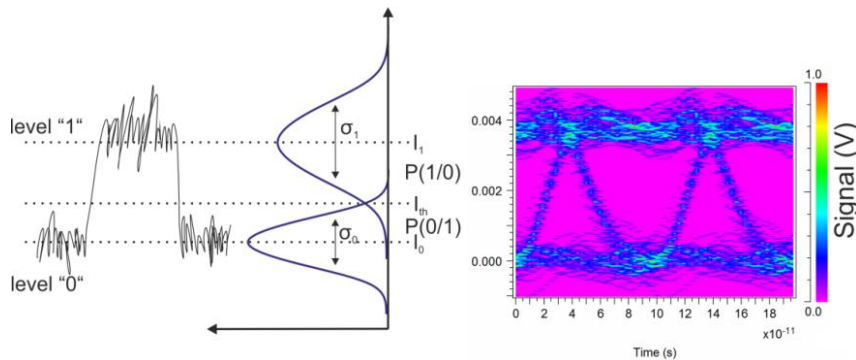 level "1"
σ₁
I₁
P(1/0)
Iₜₕ
P(0/1)
σ₀
I₀
level "0"
0.004
0.002
0.000
0 2 4 6 8 10 12 14 16 18
x10⁻¹¹
Time (s)
1.0
0.0
Signal (V)